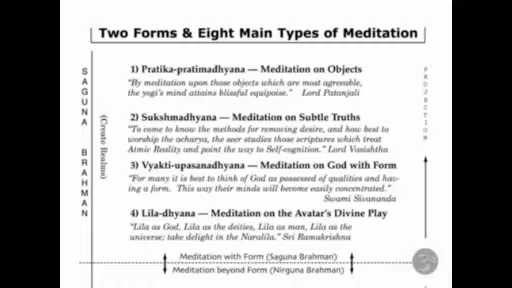 Two Forms & Eight Main Types of Meditation
SAGUNA BRAHMAN
(Create Realms)
1) Pratika-pratimadhyana — Meditation on Objects
"By meditation upon those objects which are most agreeable,
the yogi's mind attains blissful equipoise." Lord Patanjali
2) Sukshmadhyana — Meditation on Subtle Truths
"To come to know the methods for removing desire, and how best to
worship the acharya, the seer studies those scriptures which treat
Atmic Reality and point the way to Self-cognition." Lord Vasishtha
3) Vyakti-upasanadhyana — Meditation on God with Form
"For many it is best to think of God as possessed of qualities and hav-
ing a form. This way their minds will become easily concentrated."
Swami Sivananda
4) Lila-dhyana — Meditation on the Avatar's Divine Play
"Lila as God, Lila as the deities, Lila as man, Lila as the
universe; take delight in the Naralila." Sri Ramakrishna
PROJECTION
Meditation with Form (Saguna Brahman)
Meditation beyond Form (Nirguna Brahman)